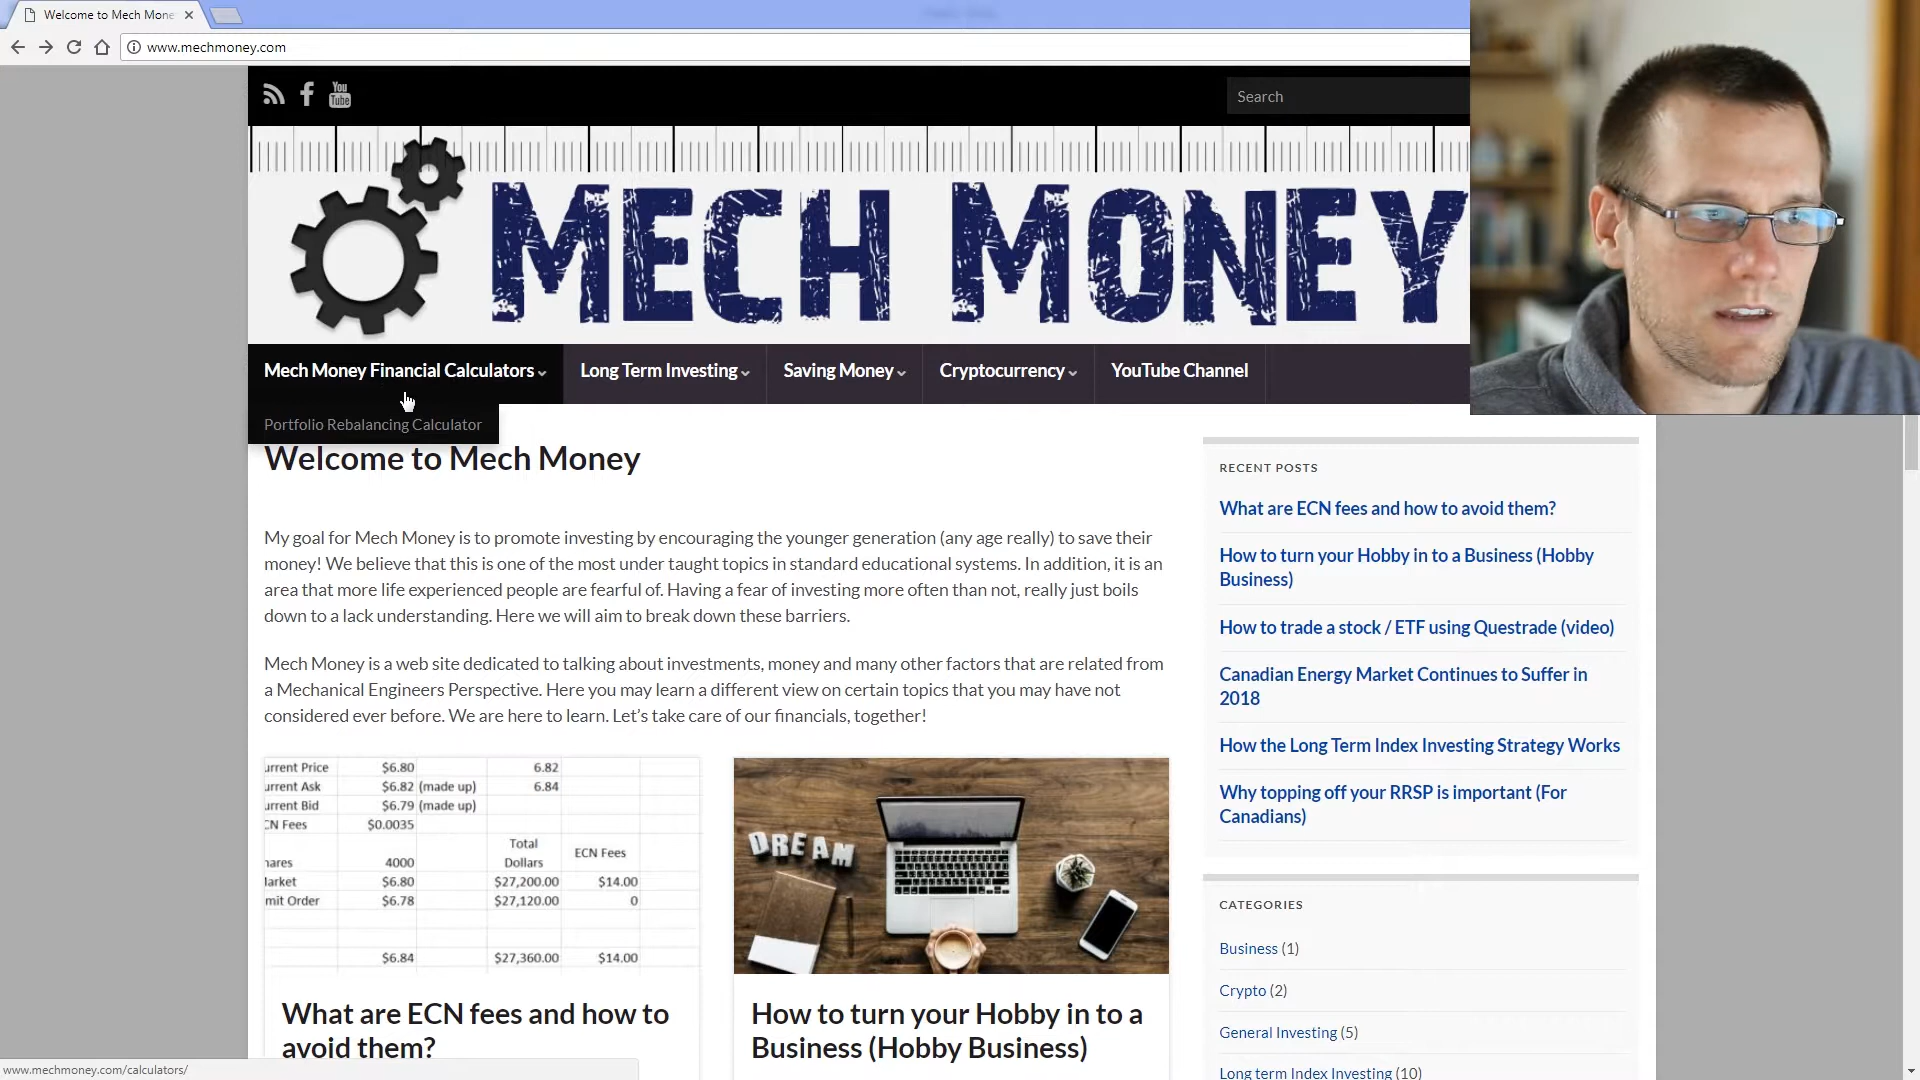 Welcome to Mech Mone
www.mechmoney.com
You
Tube
Search
MECH MONEY
Mech Money Financial Calculators
Long Term Investing
Saving Money
Cryptocurrency
YouTube Channel
Portfolio Rebalancing Calculator
Welcome to Mech Money
My goal for Mech Money is to promote investing by encouraging the younger generation (any age really) to save their
money! We believe that this is one of the most under taught topics in standard educational systems. In addition, it is an
area that more life experienced people are fearful of. Having a fear of investing more often than not, really just boils
down to a lack understanding. Here we will aim to break down these barriers.
Mech Money is a web site dedicated to talking about investments, money and many other factors that are related from
a Mechanical Engineers Perspective. Here you may learn a different view on certain topics that you may have not
considered ever before. We are here to learn. Let's take care of our financials, together!
urrent Price $6.80 6.82
urrent Ask $6.82 (made up) 6.84
urrent Bid $6.79 (made up)
CN Fees $0.0035
Total
Dollars ECN Fees
hares 4000
larket $6.80 $27,200.00 $14.00
mit Order $6.78 $27,120.00 0
$6.84 $27,360.00 $14.00
DREAM
What are ECN fees and how to
avoid them?
How to turn your Hobby in to a
Business (Hobby Business)
RECENT POSTS
What are ECN fees and how to avoid them?
How to turn your Hobby in to a Business (Hobby
Business)
How to trade a stock / ETF using Questrade (video)
Canadian Energy Market Continues to Suffer in
2018
How the Long Term Index Investing Strategy Works
Why topping off your RRSP is important (For
Canadians)
CATEGORIES
Business (1)
Crypto (2)
General Investing (5)
Long term Index Investing (10)
www.mechmoney.com/calculators/